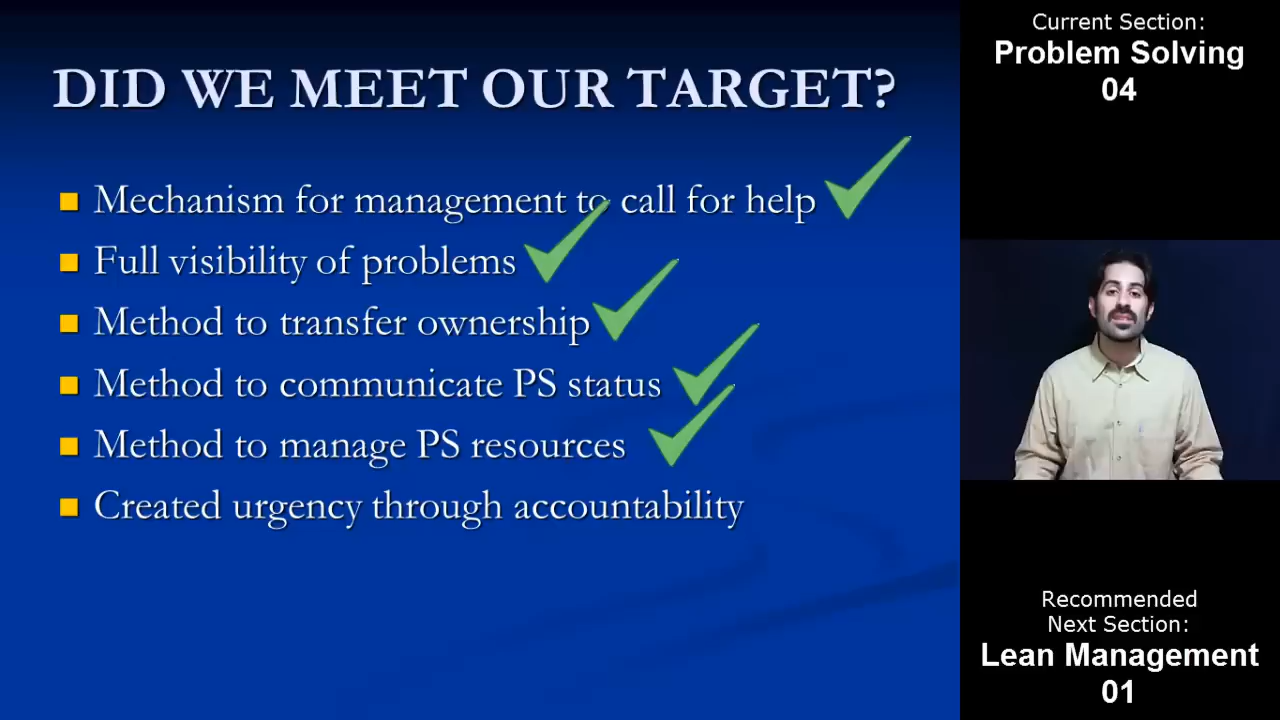 DID WE MEET OUR TARGET?
Mechanism for management to call for help
Full visibility of problems
Method to transfer ownership
Method to communicate PS status
Method to manage PS resources
Created urgency through accountability
Current Section:
Problem Solving
04
Recommended
Next Section:
Lean Management
01